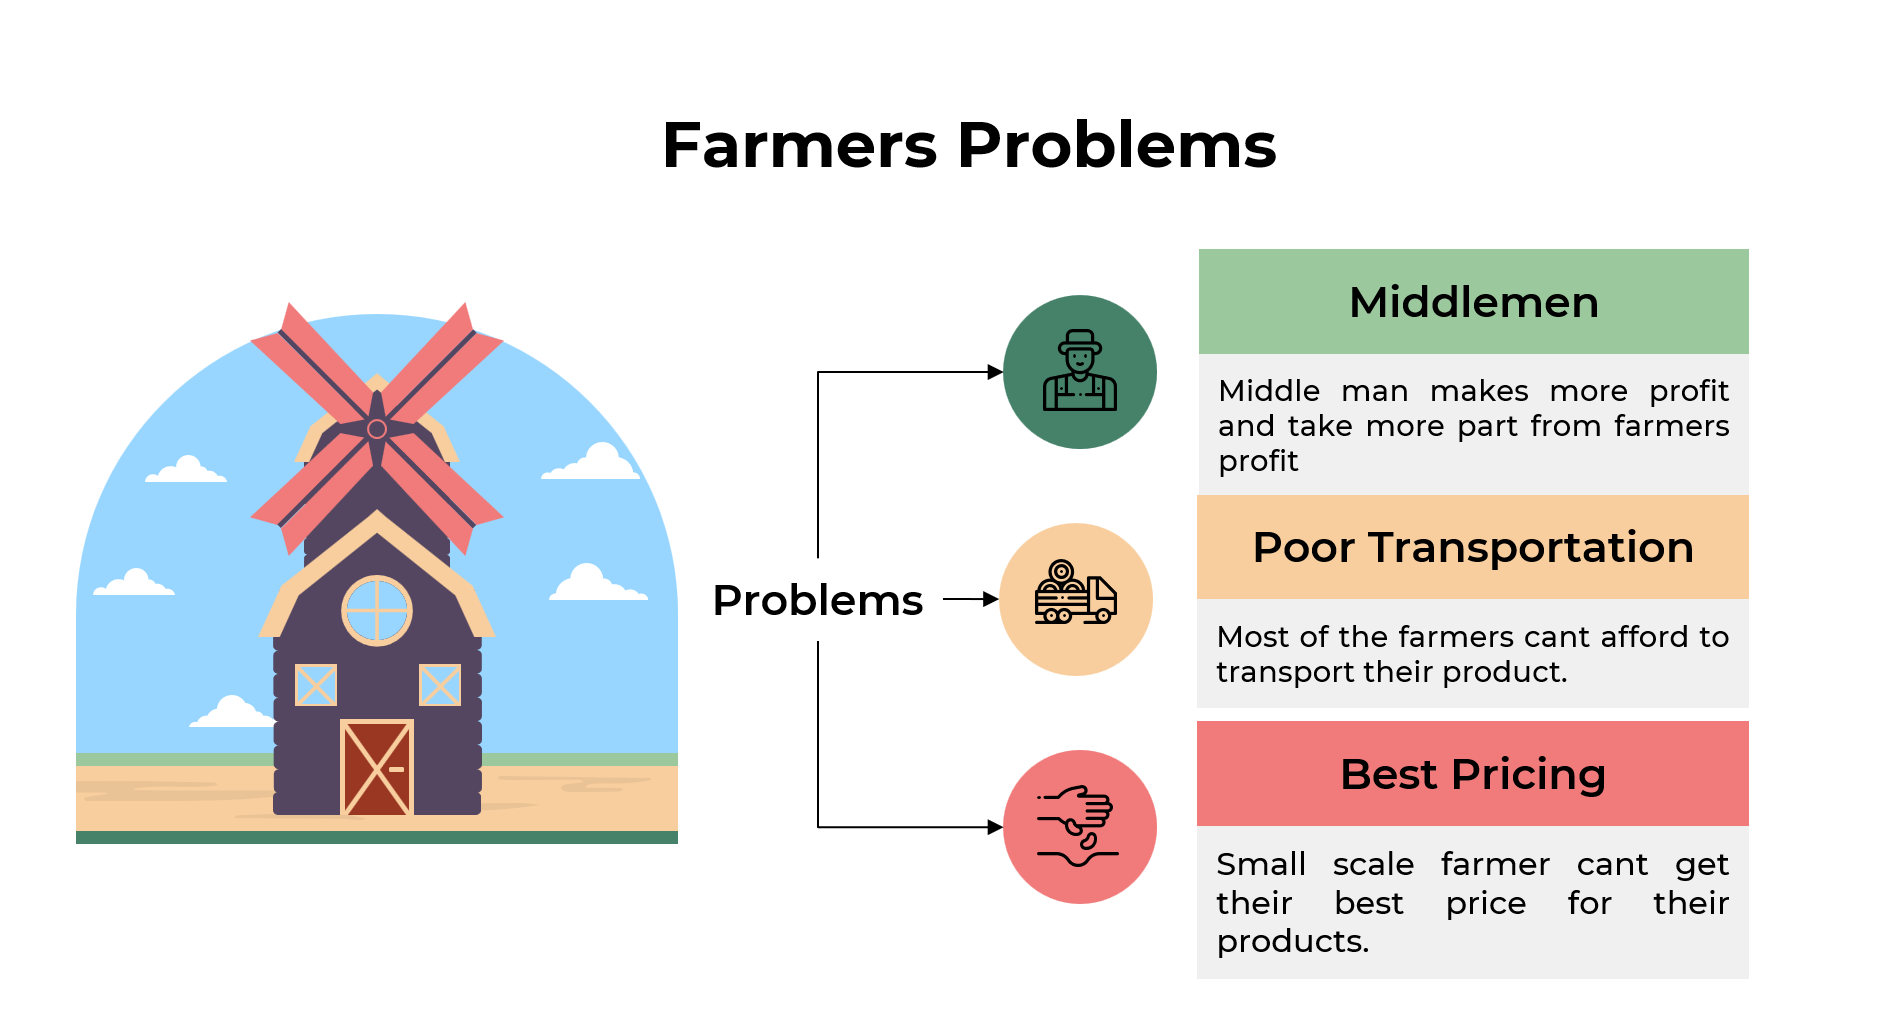 Farmers Problems
Middlemen
Middle man makes more profit
and take more part from farmers
profit
Problems
Poor Transportation
Most of the farmers cant afford to
transport their product.
Best Pricing
Small scale farmer cant get
their best price for their
products.